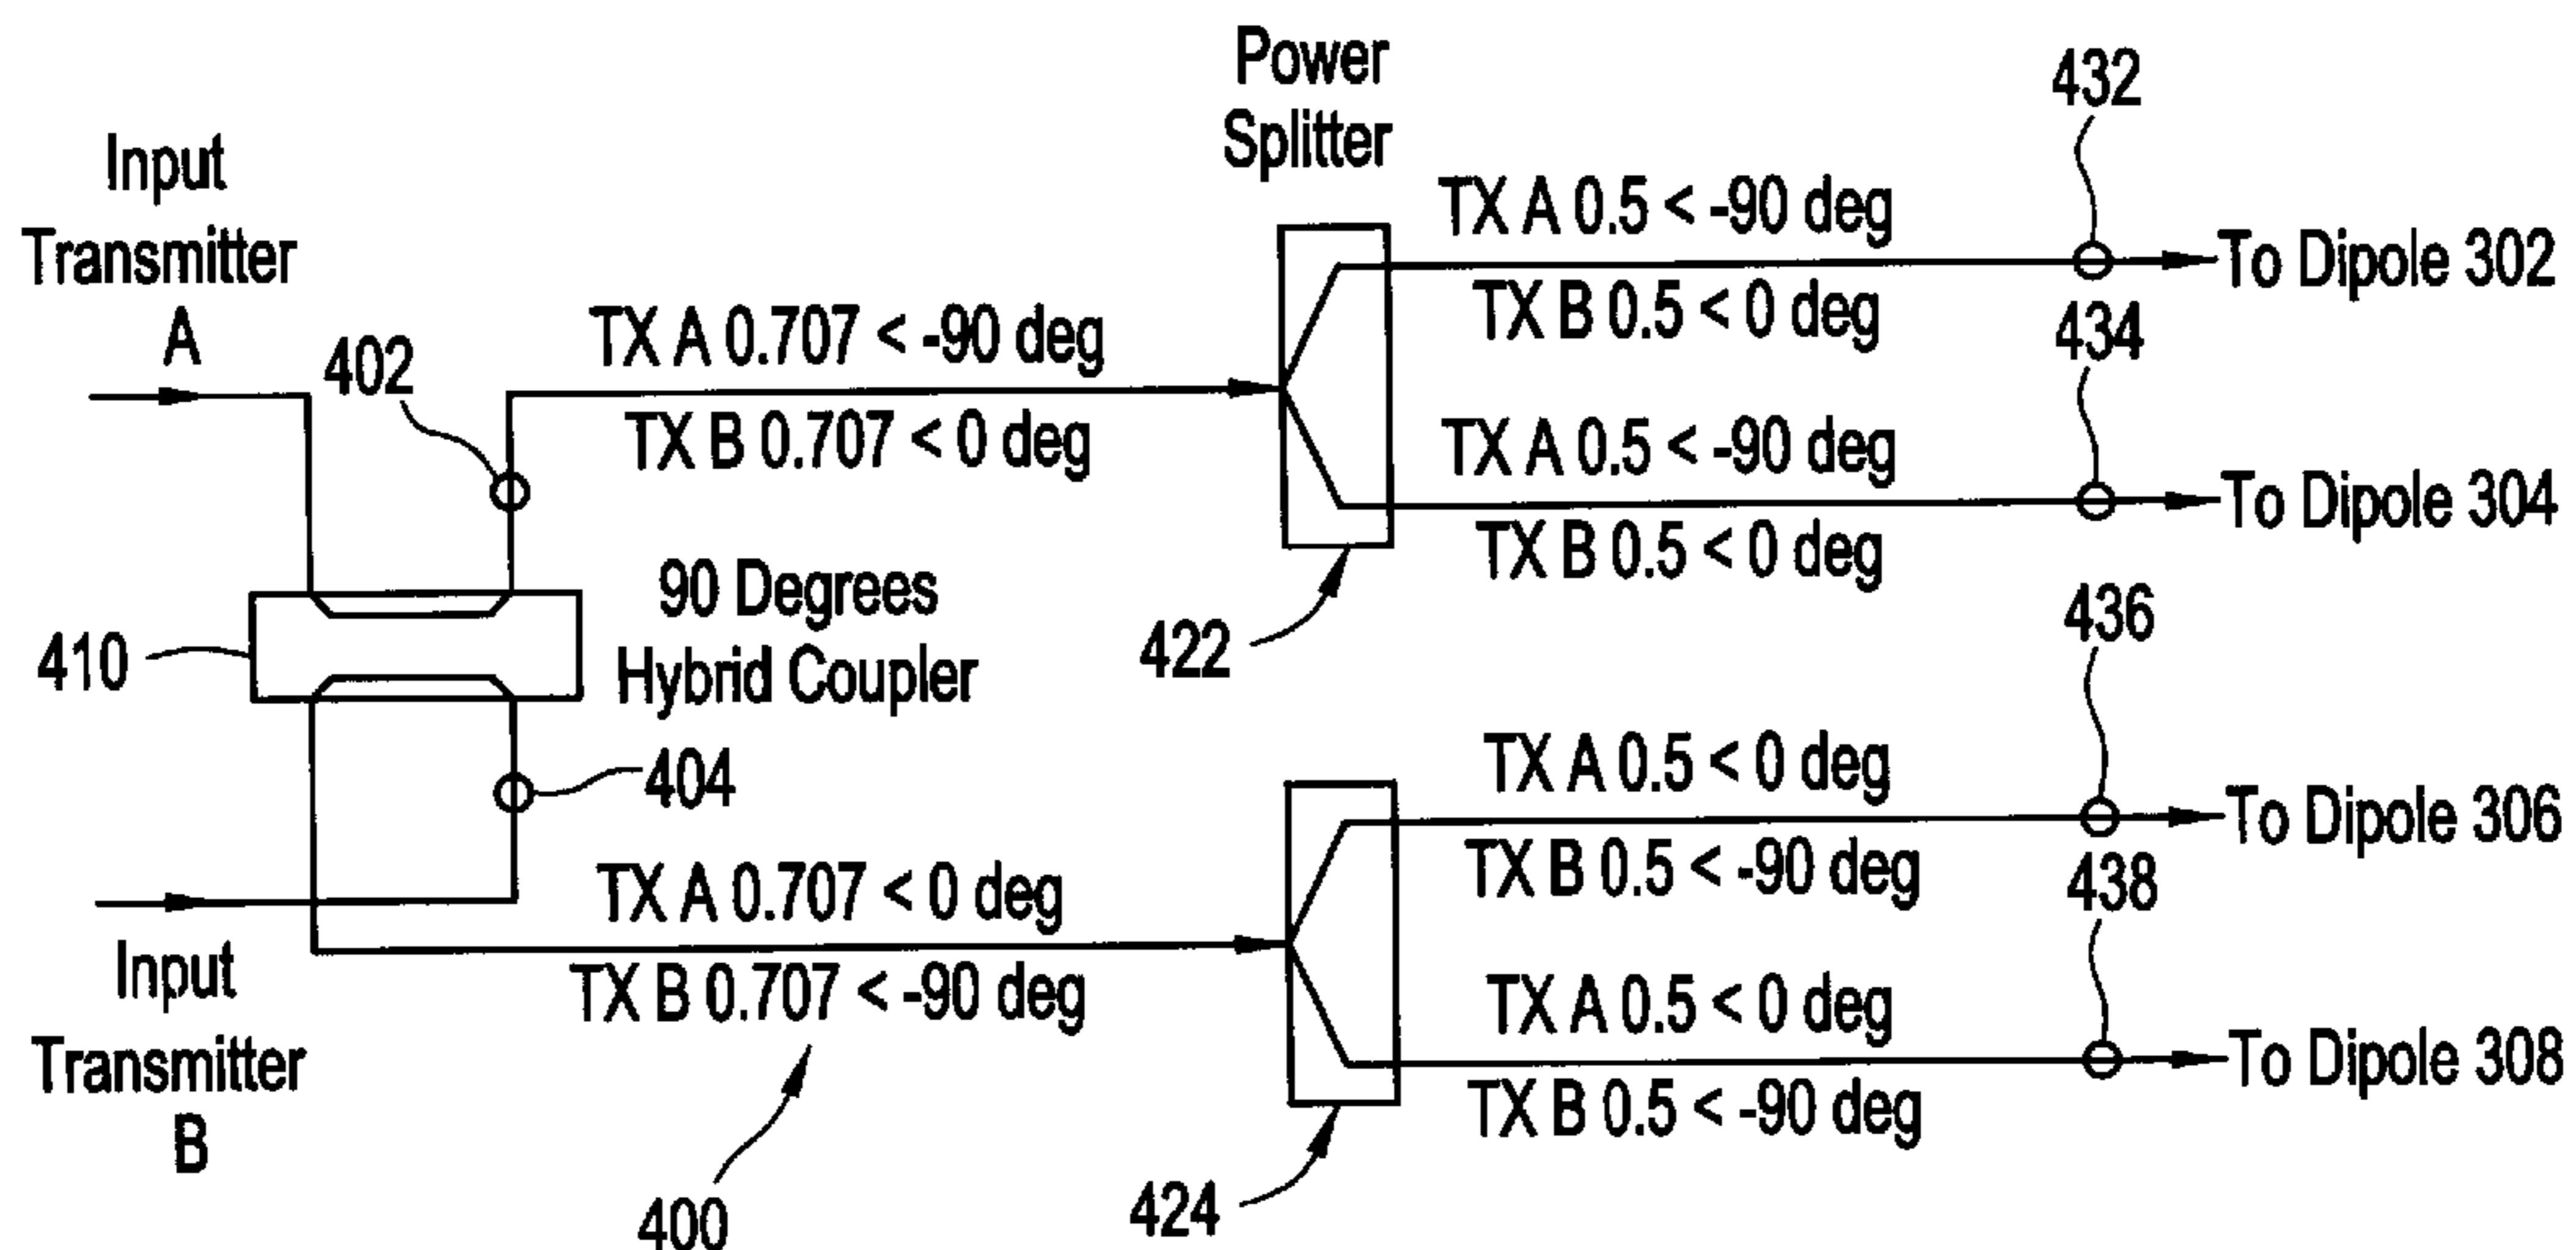 Power
Splitter
432
Input
Transmitter
A
TX A 0.5 < -90 deg
To Dipole 302
TX B 0.5 < 0 deg
434
402
TX A 0.707 < -90 deg
TX B 0.707 < 0 deg
TX A 0.5 < -90 deg
To Dipole 304
TX B 0.5 < 0 deg
90 Degrees
Hybrid Coupler
410
422
436
404
TX A 0.5 < 0 deg
To Dipole 306
TX B 0.5 < -90 deg
438
TX A 0.707 < 0 deg
TX B 0.707 < -90 deg
Input
Transmitter
B
TX A 0.5 < 0 deg
To Dipole 308
TX B 0.5 < -90 deg
400
424